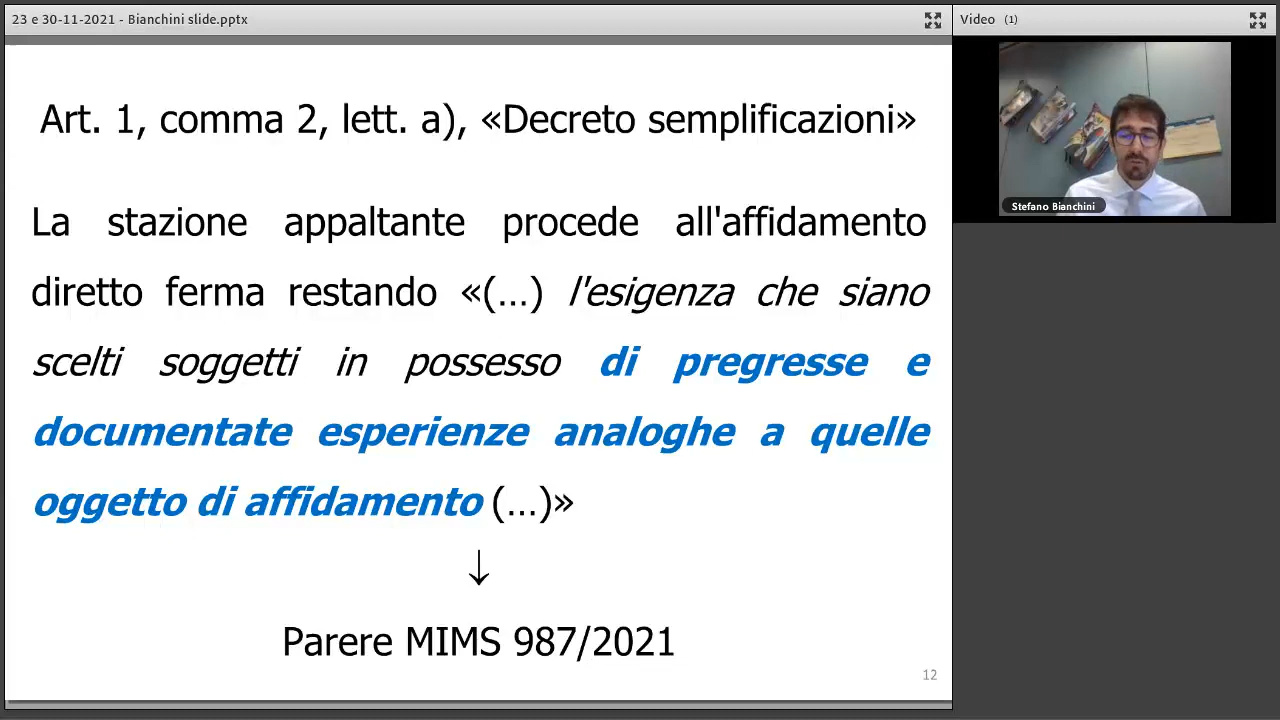 23 e 30-11-2021 - Bianchini slide.pptx
Video (1)
Art. 1, comma 2, lett. a), «Decreto semplificazioni»
La stazione appaltante procede all'affidamento
diretto ferma restando «(...) l'esigenza che siano
scelti soggetti in possesso di pregresse e
documentate esperienze analoghe a quelle
oggetto di affidamento (...)»
↓
Parere MIMS 987/2021
12
Stefano Bianchini